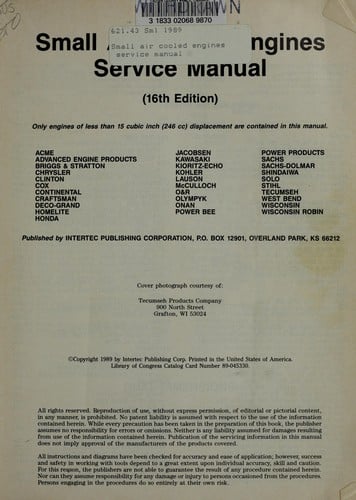 3 1833 02068 9870
621.43 Sm1 1989
Small air cooled engines
service manual
Small A ngines
Service Manual
(16th Edition)
Only engines of less than 15 cubic inch (246 cc) displacement are contained in this manual.
ACME
ADVANCED ENGINE PRODUCTS
BRIGGS & STRATTON
CHRYSLER
CLINTON
COX
CONTINENTAL
CRAFTSMAN
DECO-GRAND
HOMELITE
HONDA
JACOBSEN
KAWASAKI
KIORITZ-ECHO
KOHLER
LAUSON
McCULLOCH
O&R
OLYMPYK
ONAN
POWER BEE
POWER PRODUCTS
SACHS
SACHS-DOLMAR
SHINDAIWA
SOLO
STIHL
TECUMSEH
WEST BEND
WISCONSIN
WISCONSIN ROBIN
Published by INTERTEC PUBLISHING CORPORATION, P.O. BOX 12901, OVERLAND PARK, KS 66212
Cover photograph courtesy of:
Tecumseh Products Company
900 North Street
Grafton, WI 53024
©Copyright 1989 by Intertec Publishing Corp. Printed in the United States of America.
Library of Congress Catalog Card Number 89-045330.
All rights reserved. Reproduction of use, without express permission, of editorial or pictorial content,
in any manner, is prohibited. No patent liability is assumed with respect to the use of the information
contained herein. While every precaution has been taken in the preparation of this book, the publisher
assumes no responsibility for errors or omissions. Neither is any liability assumed for damages resulting
from use of the information contained herein. Publication of the servicing information in this manual
does not imply approval of the manufacturers of the products covered.
All instructions and diagrams have been checked for accuracy and ease of application; however, success
and safety in working with tools depend to a great extent upon individual accuracy, skill and caution.
For this reason, the publishers are not able to guarantee the result of any procedure contained herein.
Nor can they assume responsibility for any damage to injury to persons occasioned from the procedures.
Persons engaging in the procedures do so entirely at their own risk.